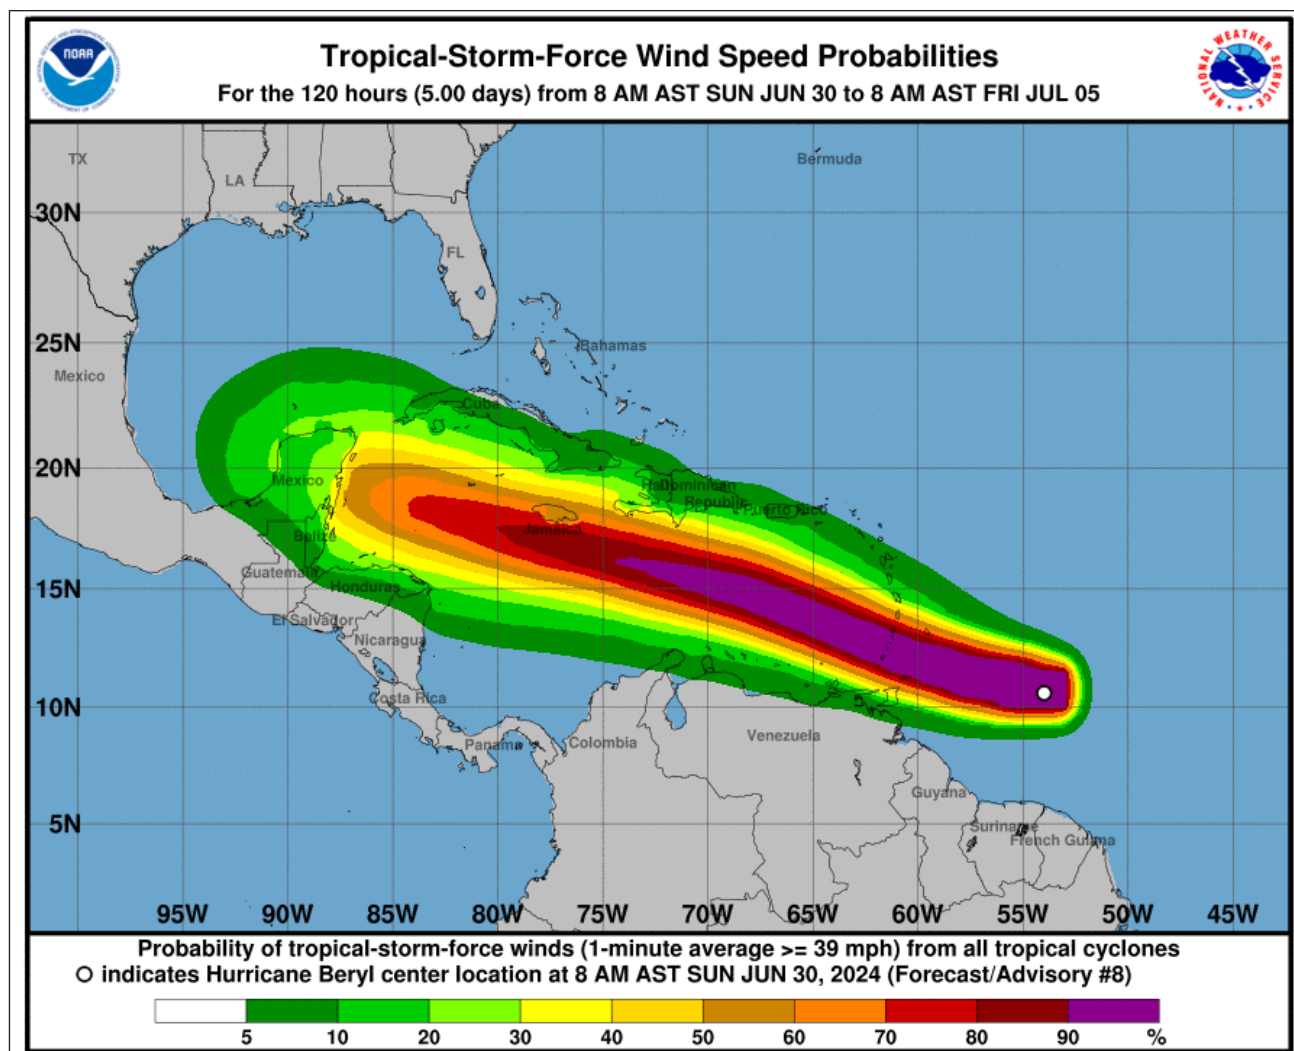 Tropical-Storm-Force Wind Speed Probabilities
For the 120 hours (5.00 days) from 8 AM AST SUN JUN 30 to 8 AM AST FRI JUL 05
NOAA
NATIONAL WEATHER SERVICE
TX
LA
Bermuda
30N
FL
25N
Bahamas
Mexico
Cuba
20N
Mexico
Haiti
Dominican
Republic
Puerto Rico
Jamaica
Belize
Guatemala
15N
Honduras
El Salvador
Nicaragua
Costa Rica
10N
Panama
Colombia
Venezuela
Guyana
5N
Suriname
French Guiana
95W 90W 85W 80W 75W 70W 65W 60W 55W 50W 45W
Probability of tropical-storm-force winds (1-minute average >= 39 mph) from all tropical cyclones
indicates Hurricane Beryl center location at 8 AM AST SUN JUN 30, 2024 (Forecast/Advisory #8)
5 10 20 30 40 50 60 70 80 90 %